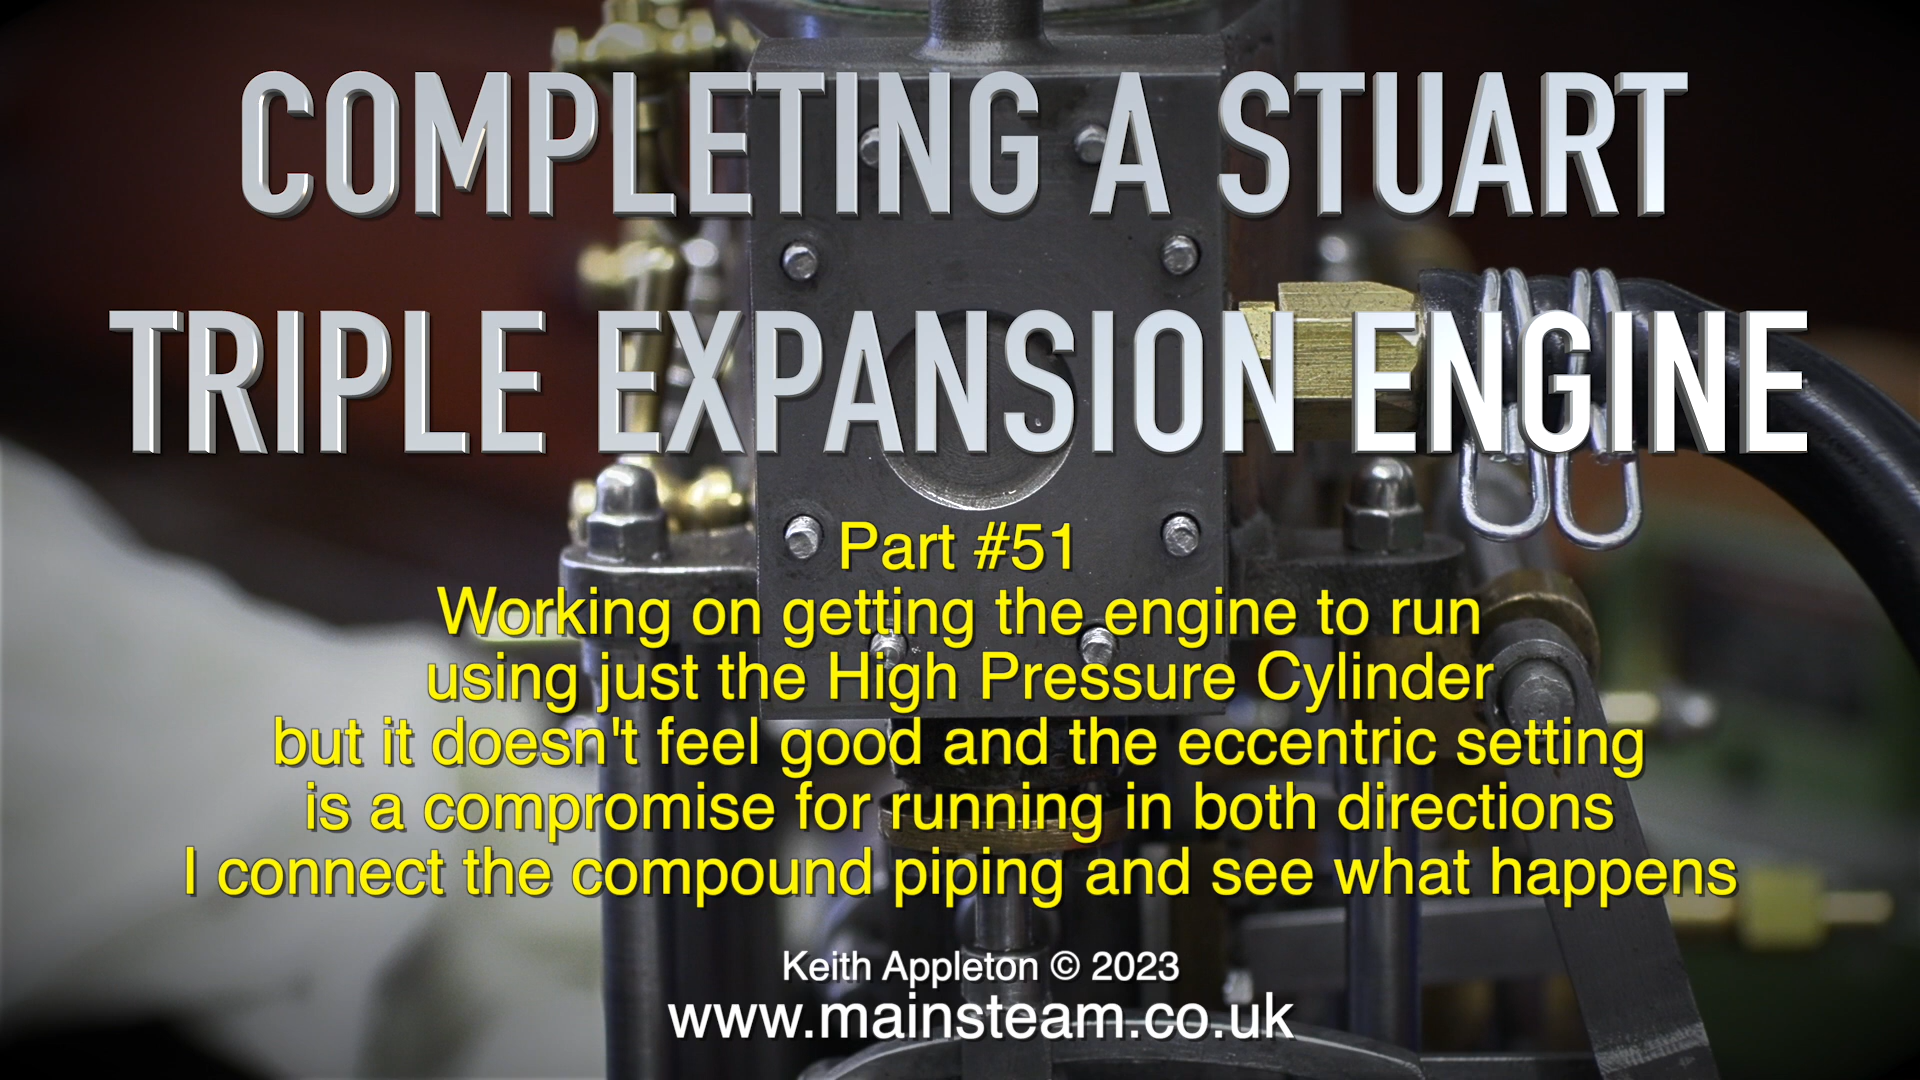 COMPLETING A STUART
TRIPLE EXPANSION ENGINE
Part #51
Working on getting the engine to run
using just the High Pressure Cylinder
but it doesn't feel good and the eccentric setting
is a compromise for running in both directions
I connect the compound piping and see what happens
Keith Appleton © 2023
www.mainsteam.co.uk